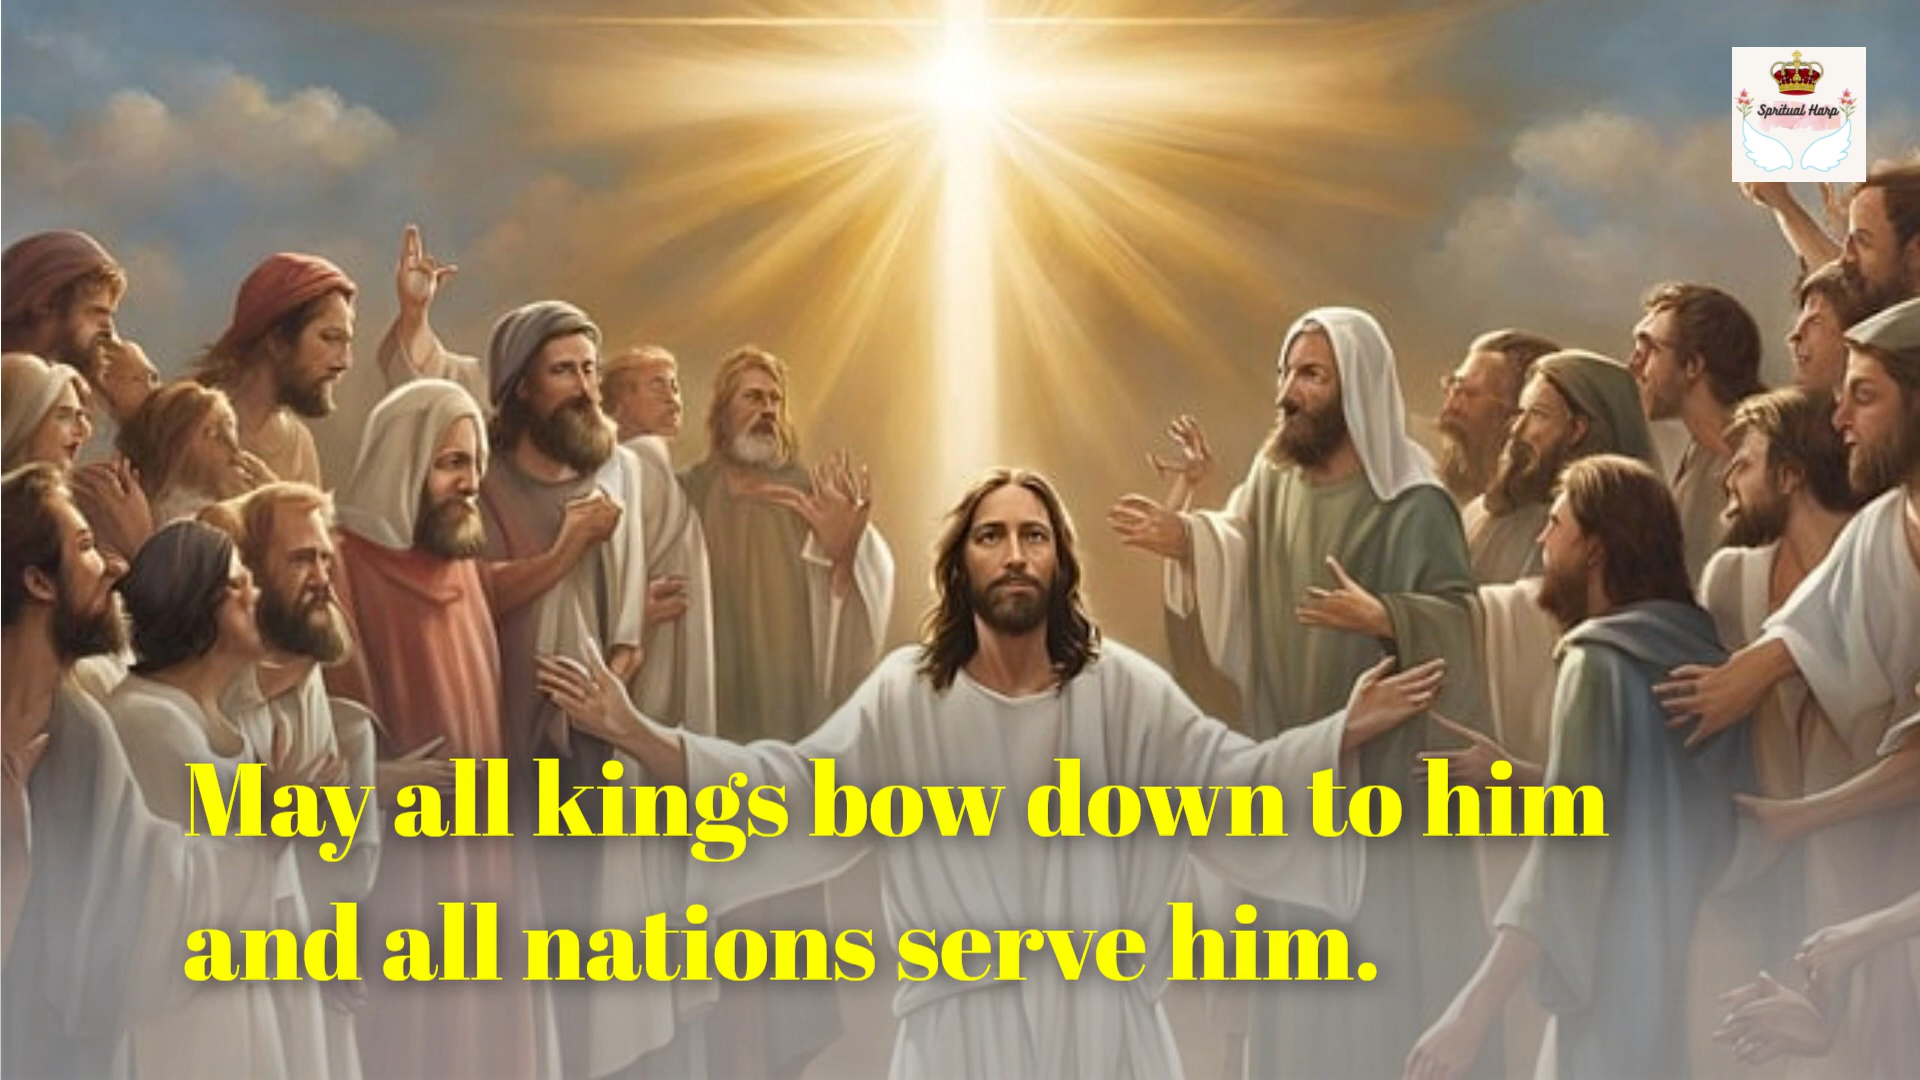 Spritual Harp
May all kings bow down to him
and all nations serve him.